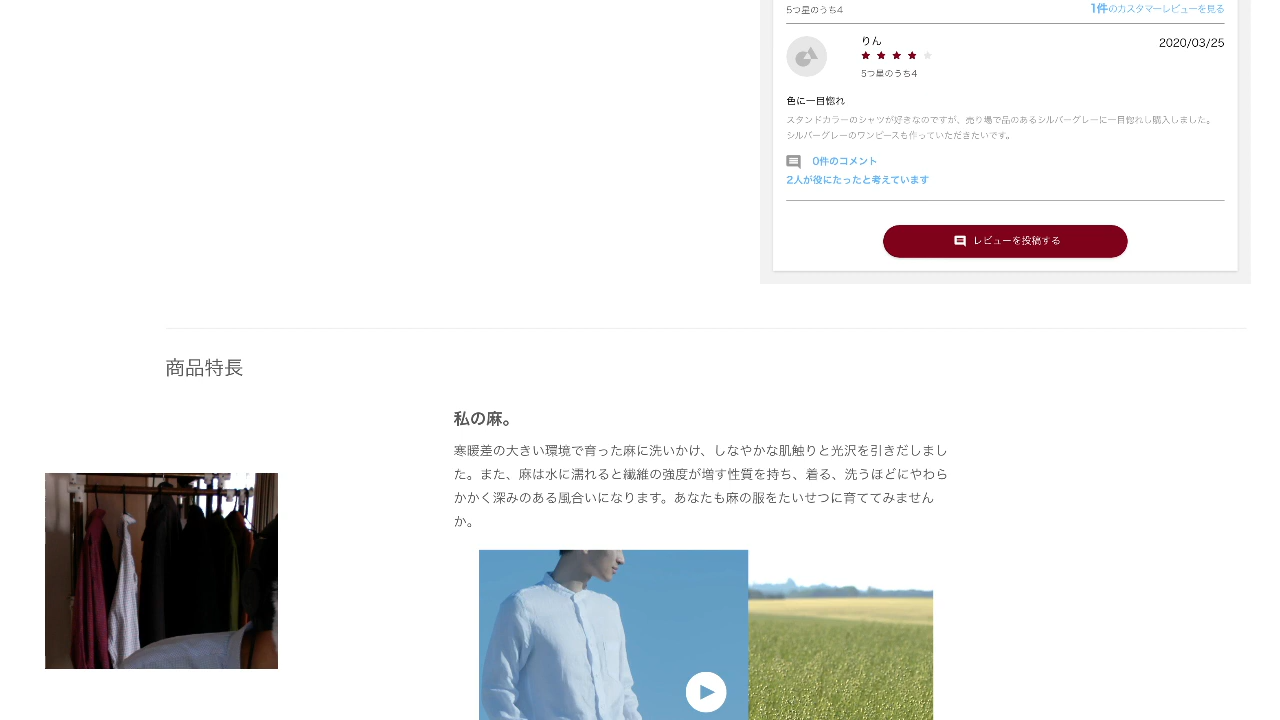 5つ星のうち4
1件のカスタマーレビューを見る
りん
2020/03/25
5つ星のうち4
色に一目惚れ
スタンドカラーのシャツが好きなのですが、売り場で品のあるシルバーグレーに一目惚れし購入しました。
シルバーグレーのワンピースも作っていただきたいです。
0件のコメント
2人が役にたったと考えています
レビューを投稿する
商品特長
私の麻。
寒暖差の大きい環境で育った麻に洗いかけ、しなやかな肌触りと光沢を引きだしまし
た。また、麻は水に濡れると繊維の強度が増す性質を持ち、着る、洗うほどにやわら
かかく深みのある風合いになります。あなたも麻の服をたいせつに育ててみません
か。